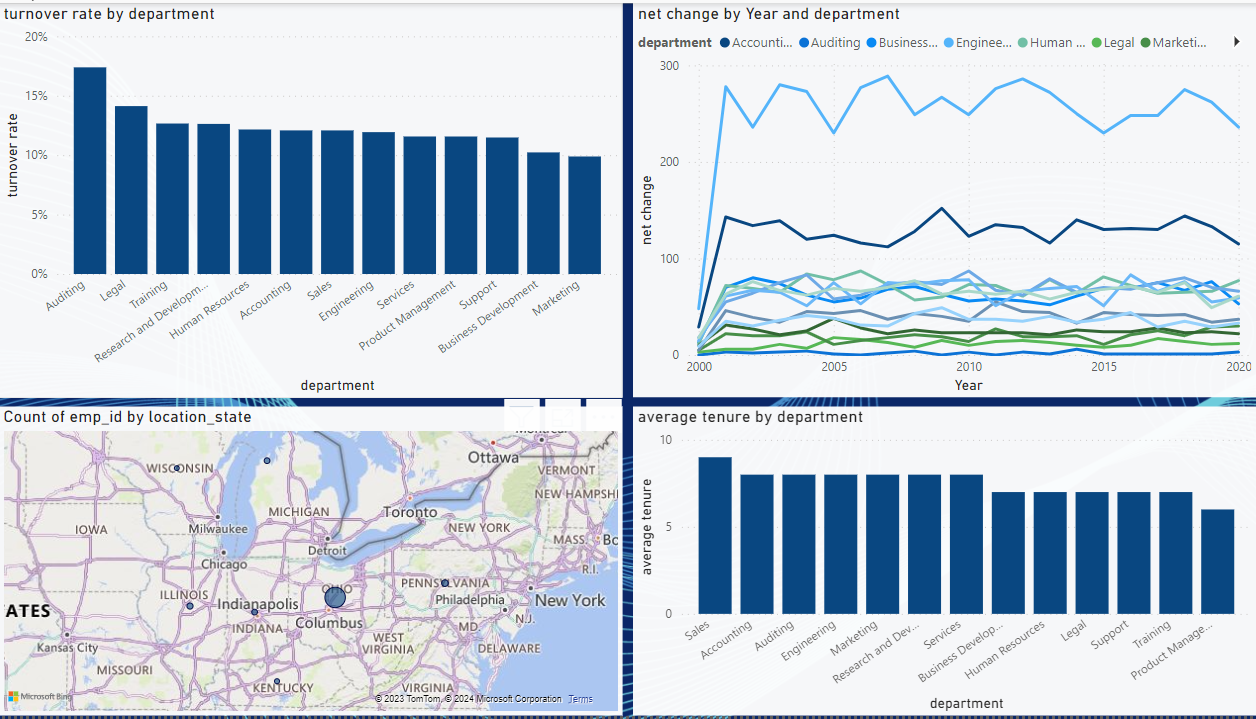 turnover rate by department
20%
15%
10%
5%
0%
turnover rate
Auditing
Legal
Training
Research and Developm...
Human Resources
Accounting
Sales
Engineering
Services
Product Management
Support
Business Development
Marketing
department
net change by Year and department
department Accounti... Auditing Business... Enginee... Human ... Legal Marketi...
300
200
100
0
net change
2000 2005 2010 2015 2020
Year
Count of emp_id by location_state
Montreal
Ottawa
WISCONSIN
VERMONT
NEW HAMPSHI
MICHIGAN
Toronto
IOWA
Milwaukee
NEW YORK
MASS.
Bo
Detroit
Chicago
R.I.
OHIO
PENNSYLVANIA
ILLINOIS
Indianapolis
Philadelphia
New York
ATES
Columbus
N.J.
INDIANA
MD
Kansas City
WEST
VIRGINIA
DELAWARE
MISSOURI
KENTUCKY
VIRGINIA
Microsoft Bing
© 2023 TomTom, © 2024 Microsoft Corporation Terms
average tenure by department
10
5
0
average tenure
Sales
Accounting
Auditing
Engineering
Marketing
Research and Dev...
Services
Business Develop...
Human Resources
Legal
Support
Training
Product Manage...
department